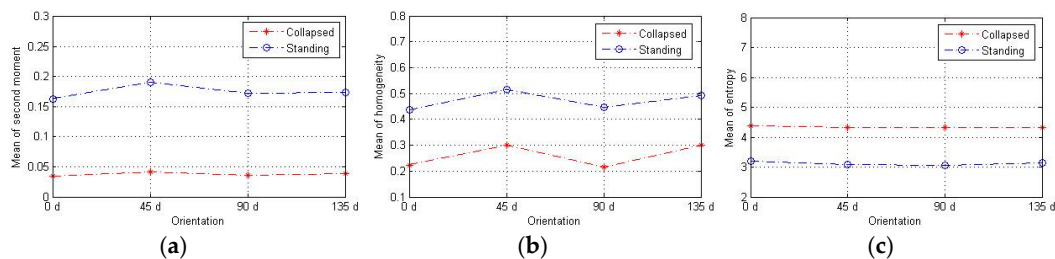 Mean of second moment
0.3
0.25
0.2
0.15
0.1
0.05
0
Collapsed
Standing
0 d
45 d
90 d
135 d
Orientation
(a)
Mean of homogeneity
0.8
0.7
0.6
0.5
0.4
0.3
0.2
0.1
Collapsed
Standing
0 d
45 d
90 d
135 d
Orientation
(b)
Mean of entropy
8
7
6
5
4
3
2
Collapsed
Standing
0 d
45 d
90 d
135 d
Orientation
(c)